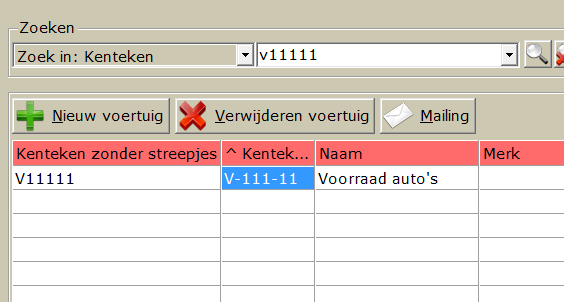 Zoeken
Zoek in: Kenteken v11111
Nieuw voertuig Verwijderen voertuig Mailing
Kenteken zonder streepjes ^ Kentek... Naam Merk
V11111 V-111-11 Voorraad auto's